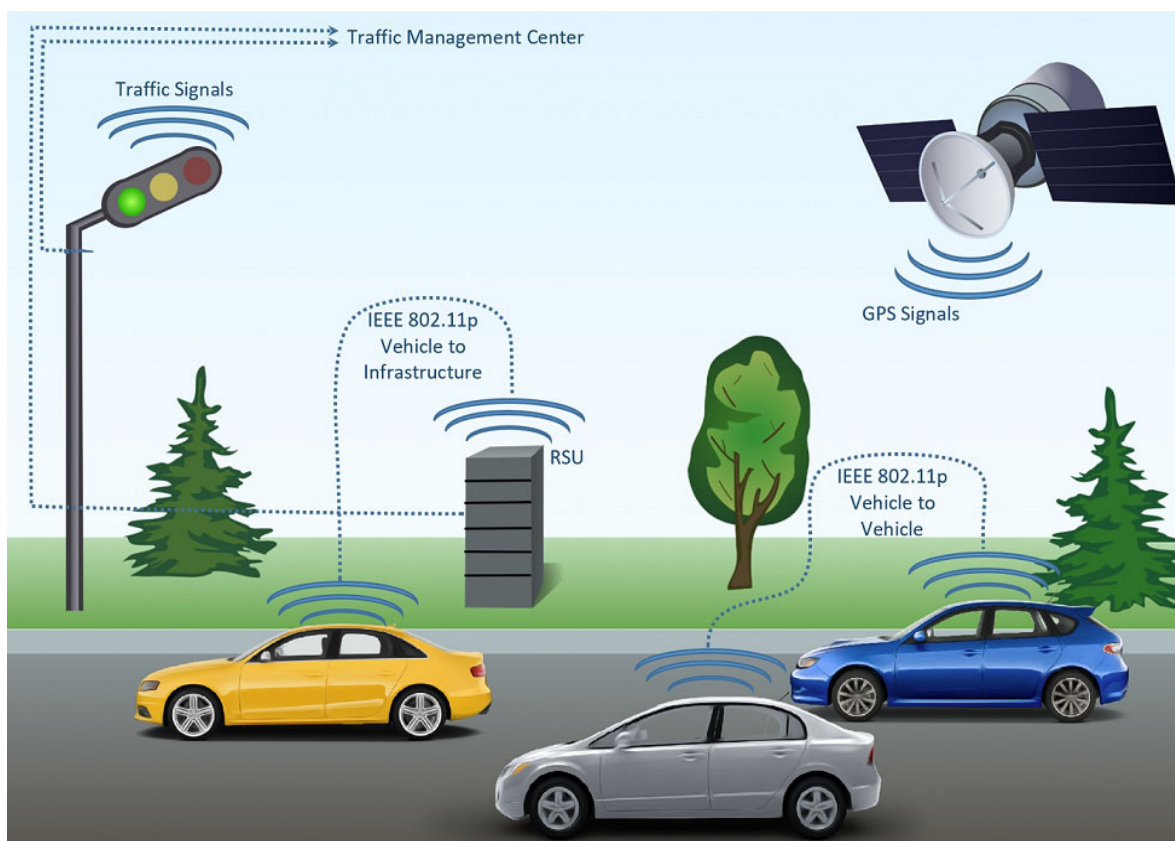 Traffic Management Center
Traffic Signals
GPS Signals
IEEE 802.11p
Vehicle to
Infrastructure
RSU
IEEE 802.11p
Vehicle to
Vehicle